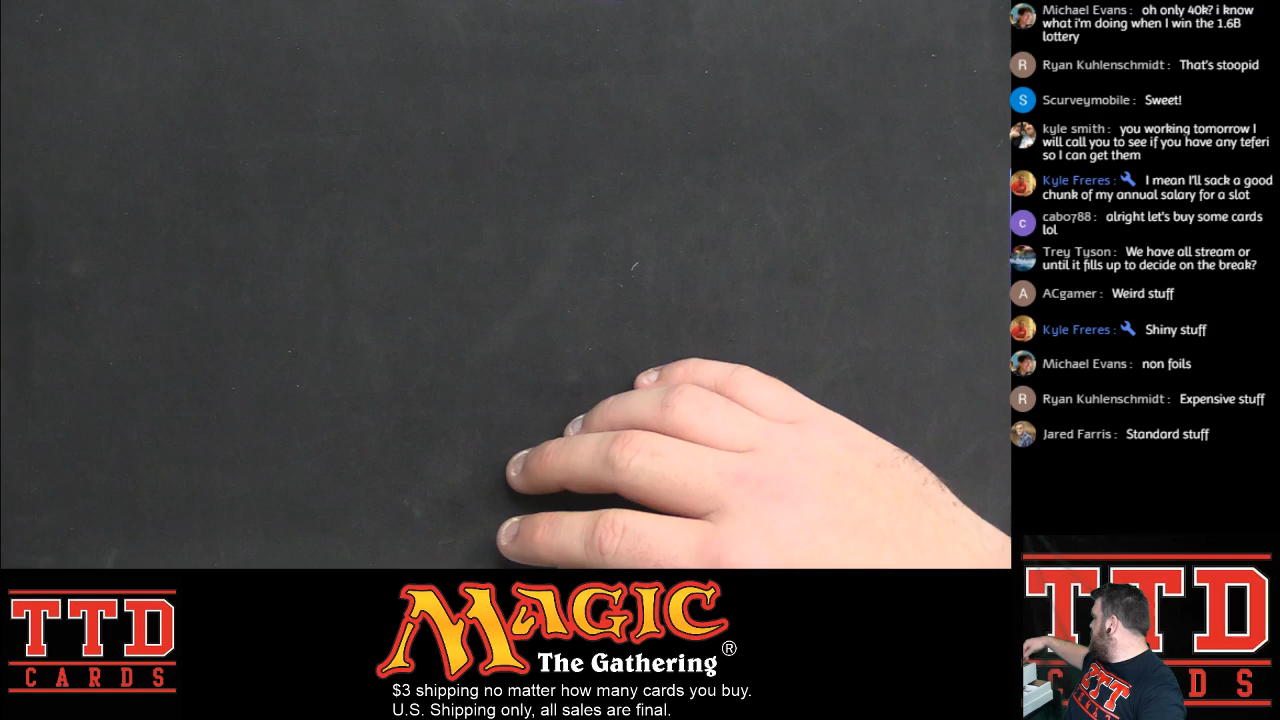 Michael Evans : oh only 40k? i know
what i'm doing when I win the 1.6B
lottery
R Ryan Kuhlenschmidt : That's stoopid
S Scurveymobile : Sweet!
kyle smith : you working tomorrow I
will call you to see if you have any teferi
so I can get them
Kyle Freres : I mean I'll sack a good
chunk of my annual salary for a slot
c cabo788 : alright let's buy some cards
lol
Trey Tyson : We have all stream or
until it fills up to decide on the break?
A ACgamer : Weird stuff
Kyle Freres : Shiny stuff
Michael Evans : non foils
R Ryan Kuhlenschmidt : Expensive stuff
Jared Farris : Standard stuff
TTD
CARDS
MAGIC
The Gathering®
$3 shipping no matter how many cards you buy.
U.S. Shipping only, all sales are final.
TTD
C DS
TTD